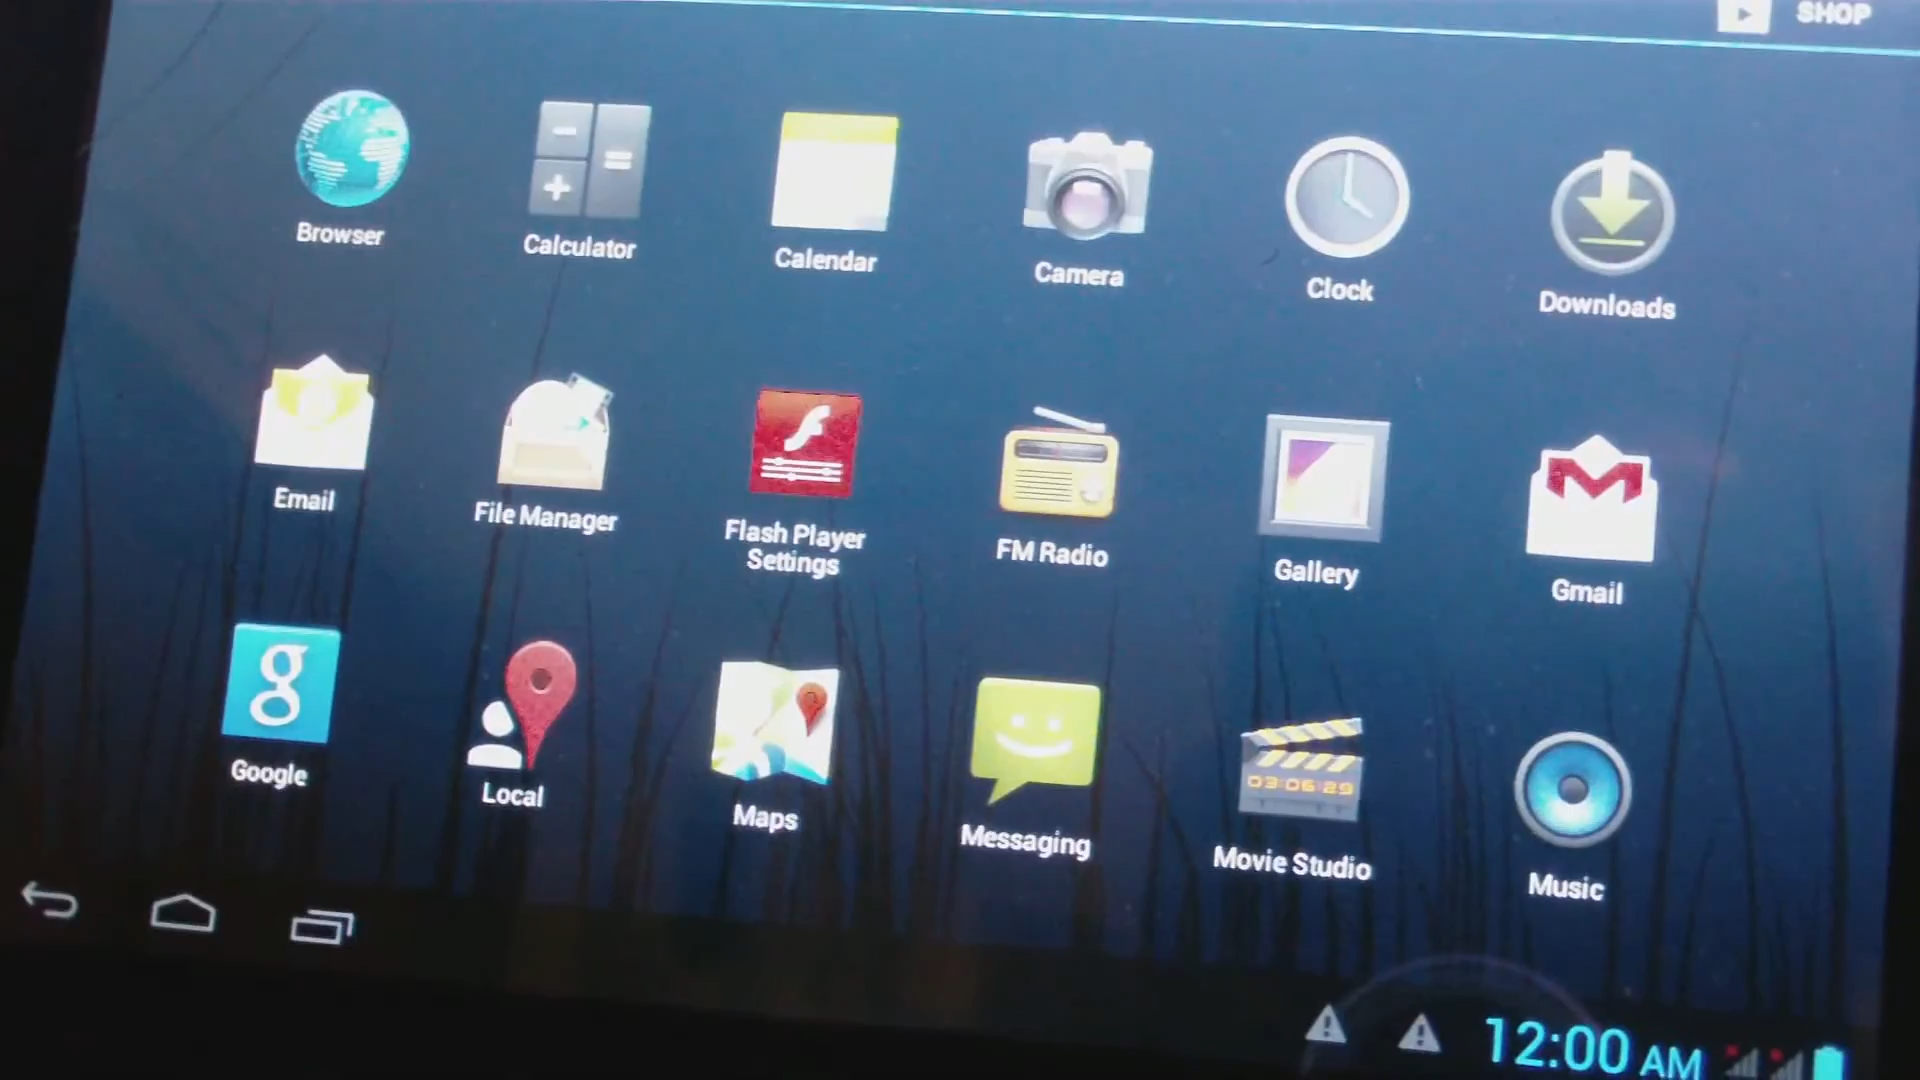 SHOP
Browser
Calculator
Calendar
Camera
Clock
Downloads
Email
File Manager
Flash Player
Settings
FM Radio
Gallery
Gmail
g
Google
Local
Maps
Messaging
03:06:29
Movie Studio
Music
12:00 AM